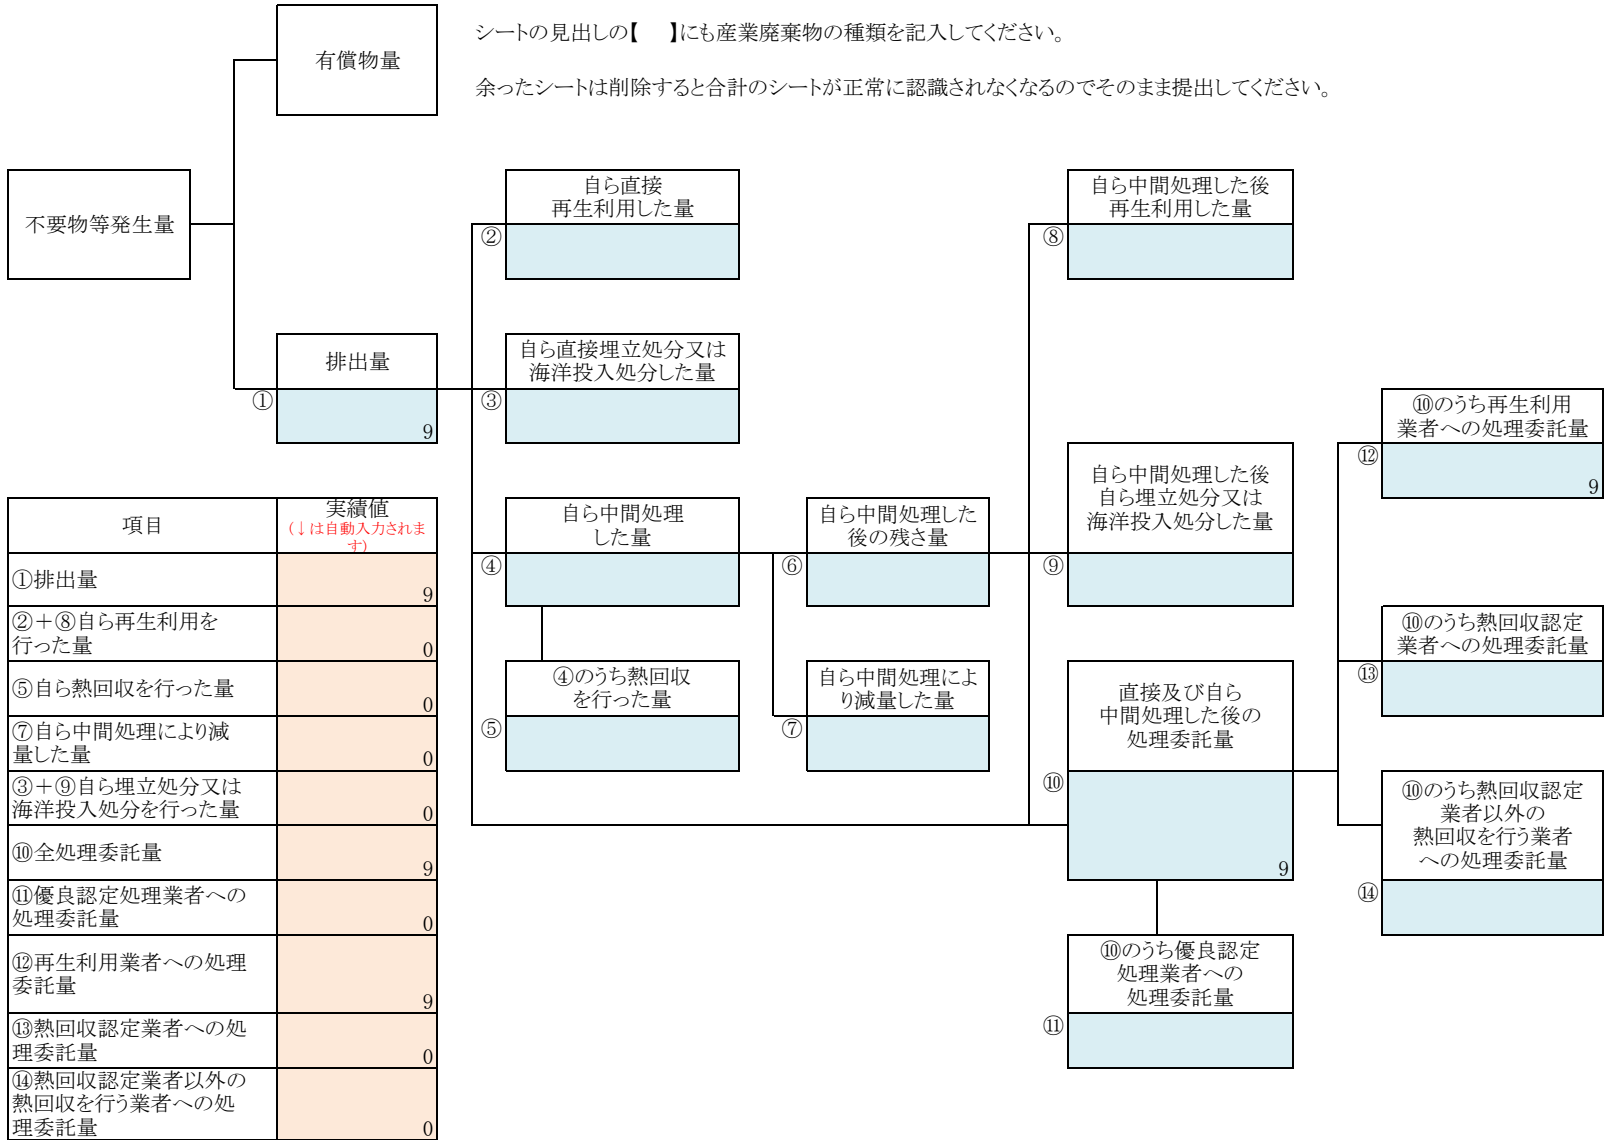 シートの見出しの【　】にも産業廃棄物の種類を記入してください。
有償物量
余ったシートは削除すると合計のシートが正常に認識されなくなるのでそのまま提出してください。
不要物等発生量
自ら直接
再生利用した量
②
自ら中間処理した後
再生利用した量
⑧
排出量
①
9
自ら直接埋立処分又は
海洋投入処分した量
③
⑩のうち再生利用
業者への処理委託量
⑫
9
自ら中間処理した後
自ら埋立処分又は
海洋投入処分した量
⑨
自ら中間処理
した量
④
自ら中間処理した
後の残さ量
⑥
⑩のうち熱回収認定
業者への処理委託量
⑬
④のうち熱回収
を行った量
⑤
自ら中間処理によ
り減量した量
⑦
直接及び自ら
中間処理した後の
処理委託量
⑩
9
⑩のうち熱回収認定
業者以外の
熱回収を行う業者
への処理委託量
⑭
⑩のうち優良認定
処理業者への
処理委託量
⑪
項目
実績値
(↓は自動入力されま
す)
①排出量
9
②＋⑧自ら再生利用を
行った量
0
⑤自ら熱回収を行った量
0
⑦自ら中間処理により減
量した量
0
③＋⑨自ら埋立処分又は
海洋投入処分を行った量
0
⑩全処理委託量
9
⑪優良認定処理業者への
処理委託量
0
⑫再生利用業者への処理
委託量
9
⑬熱回収認定業者への処
理委託量
0
⑭熱回収認定業者以外の
熱回収を行う業者への処
理委託量
0